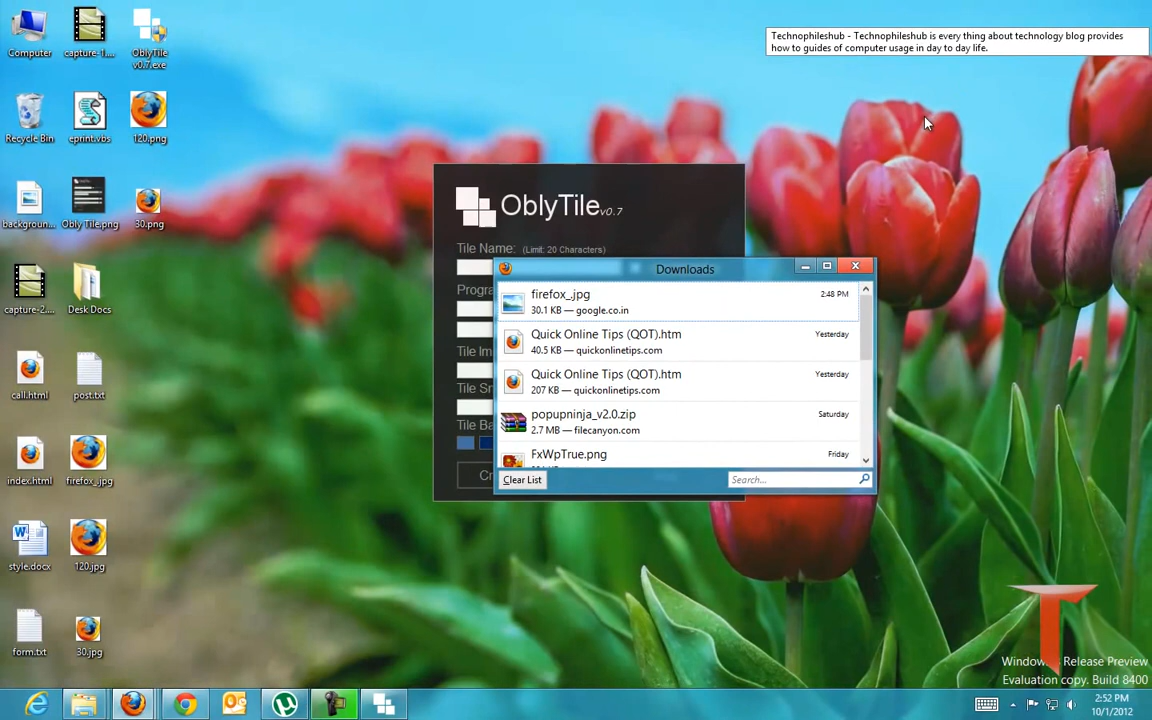 Technophileshub - Technophileshub is every thing about technology blog provides
how to guides of computer usage in day to day life.
Computer
capture-1....
OblyTile
v0.7.exe
Recycle Bin
eprint.vbs
120.png
backgroun...
Obly Tile.png
30.png
capture-2....
Desk Docs
call.html
post.txt
index.html
firefox_.jpg
style.docx
120.jpg
form.txt
30.jpg
OblyTile v0.7
Tile Name: (Limit: 20 Characters)
Progra
Tile Im
Tile Sm
Tile Ba
Cr
Downloads
firefox_.jpg
2:48 PM
30.1 KB — google.co.in
Quick Online Tips (QOT).htm
Yesterday
40.5 KB — quickonlinetips.com
Quick Online Tips (QOT).htm
Yesterday
207 KB — quickonlinetips.com
popupninja_v2.0.zip
Saturday
2.7 MB — filecanyon.com
FxWpTrue.png
Friday
Clear List
Search...
Windows Release Preview
Evaluation copy. Build 8400
2:52 PM
10/1/2012